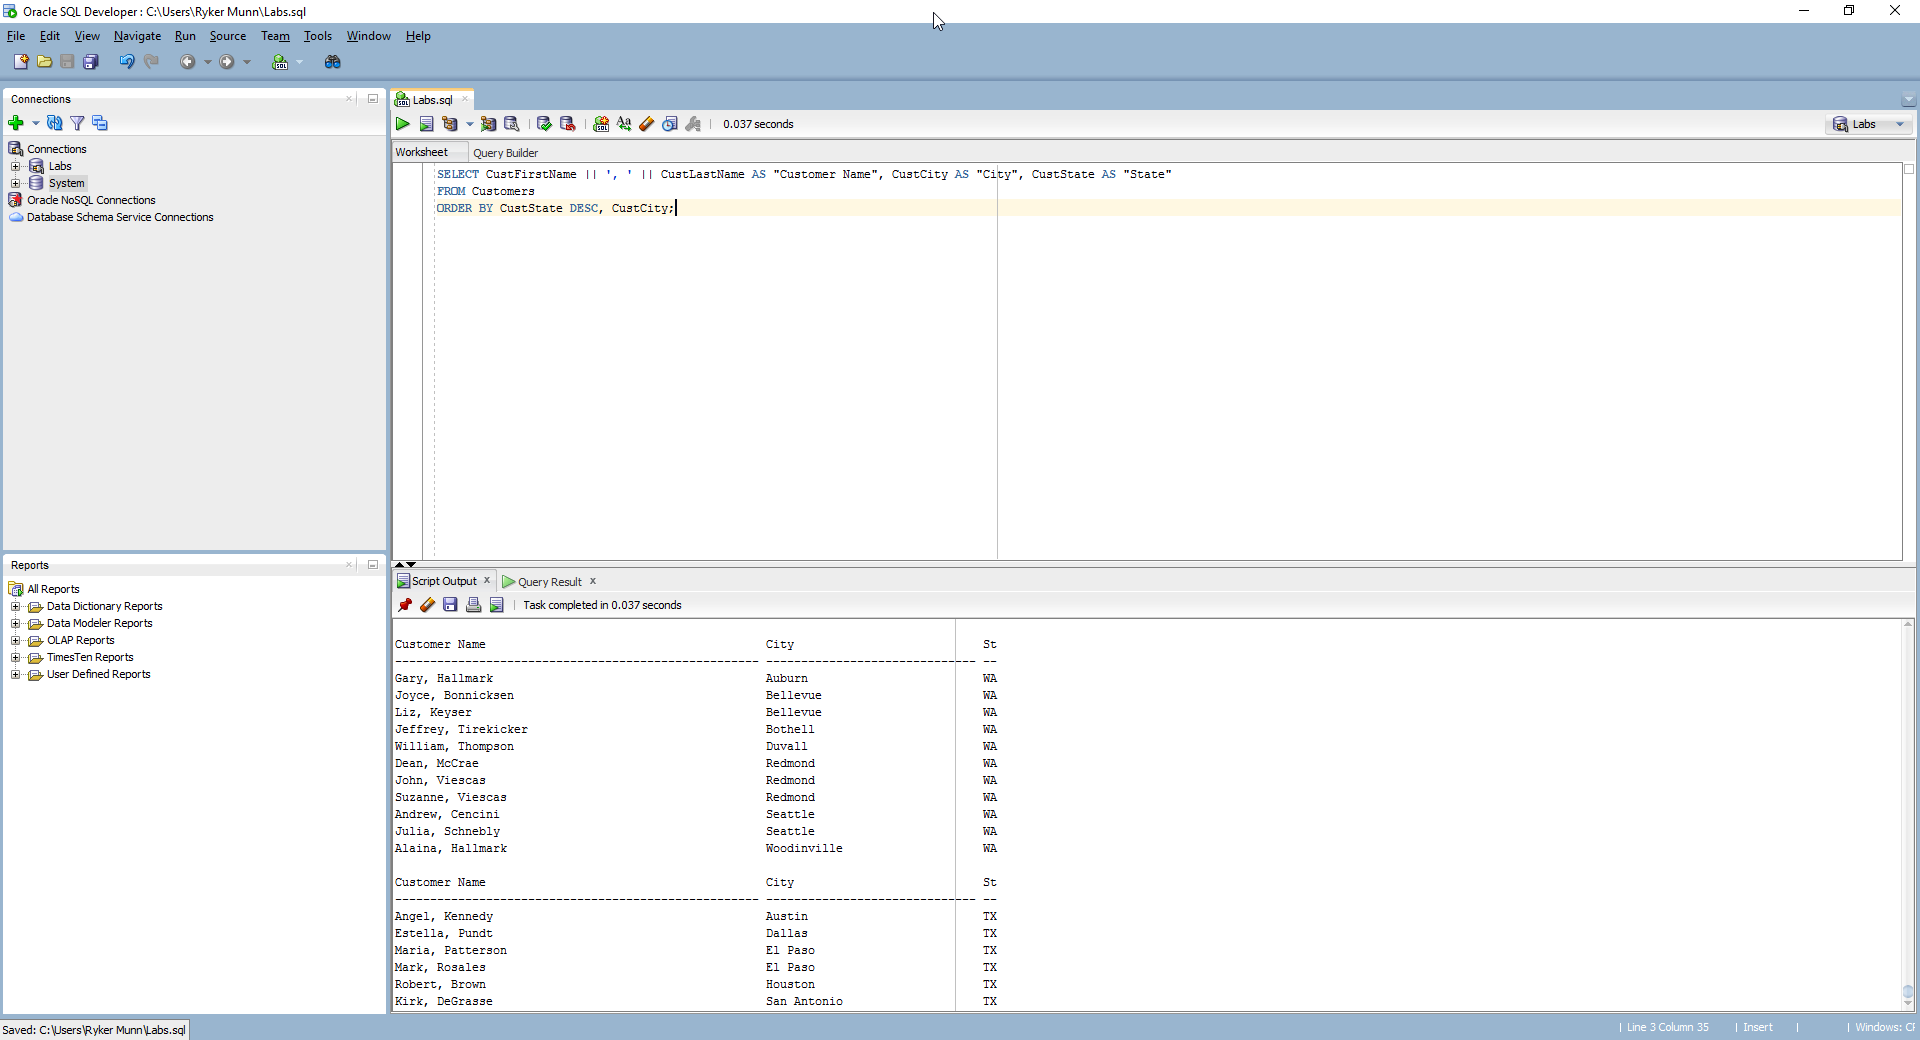 Oracle SQL Developer : C:\Users\Ryker Munn\Labs.sql
File Edit View Navigate Run Source Team Tools Window Help
Connections
Connections
Labs
System
Oracle NoSQL Connections
Database Schema Service Connections
Reports
All Reports
Data Dictionary Reports
Data Modeler Reports
OLAP Reports
TimesTen Reports
User Defined Reports
Labs.sql
0.037 seconds
Labs
Worksheet Query Builder
SELECT CustFirstName || ', ' || CustLastName AS "Customer Name", CustCity AS "City", CustState AS "State"
FROM Customers
ORDER BY CustState DESC, CustCity;
Script Output x Query Result x
Task completed in 0.037 seconds
Customer Name City St
---------------------------------------------------- ------------------------------ --
Gary, Hallmark Auburn WA
Joyce, Bonnicksen Bellevue WA
Liz, Keyser Bellevue WA
Jeffrey, Tirekicker Bothell WA
William, Thompson Duvall WA
Dean, McCrae Redmond WA
John, Viescas Redmond WA
Suzanne, Viescas Redmond WA
Andrew, Cencini Seattle WA
Julia, Schnebly Seattle WA
Alaina, Hallmark Woodinville WA
Customer Name City St
---------------------------------------------------- ------------------------------ --
Angel, Kennedy Austin TX
Estella, Pundt Dallas TX
Maria, Patterson El Paso TX
Mark, Rosales El Paso TX
Robert, Brown Houston TX
Kirk, DeGrasse San Antonio TX
Saved: C:\Users\Ryker Munn\Labs.sql
| Line 3 Column 35 | Insert | | Windows: CF